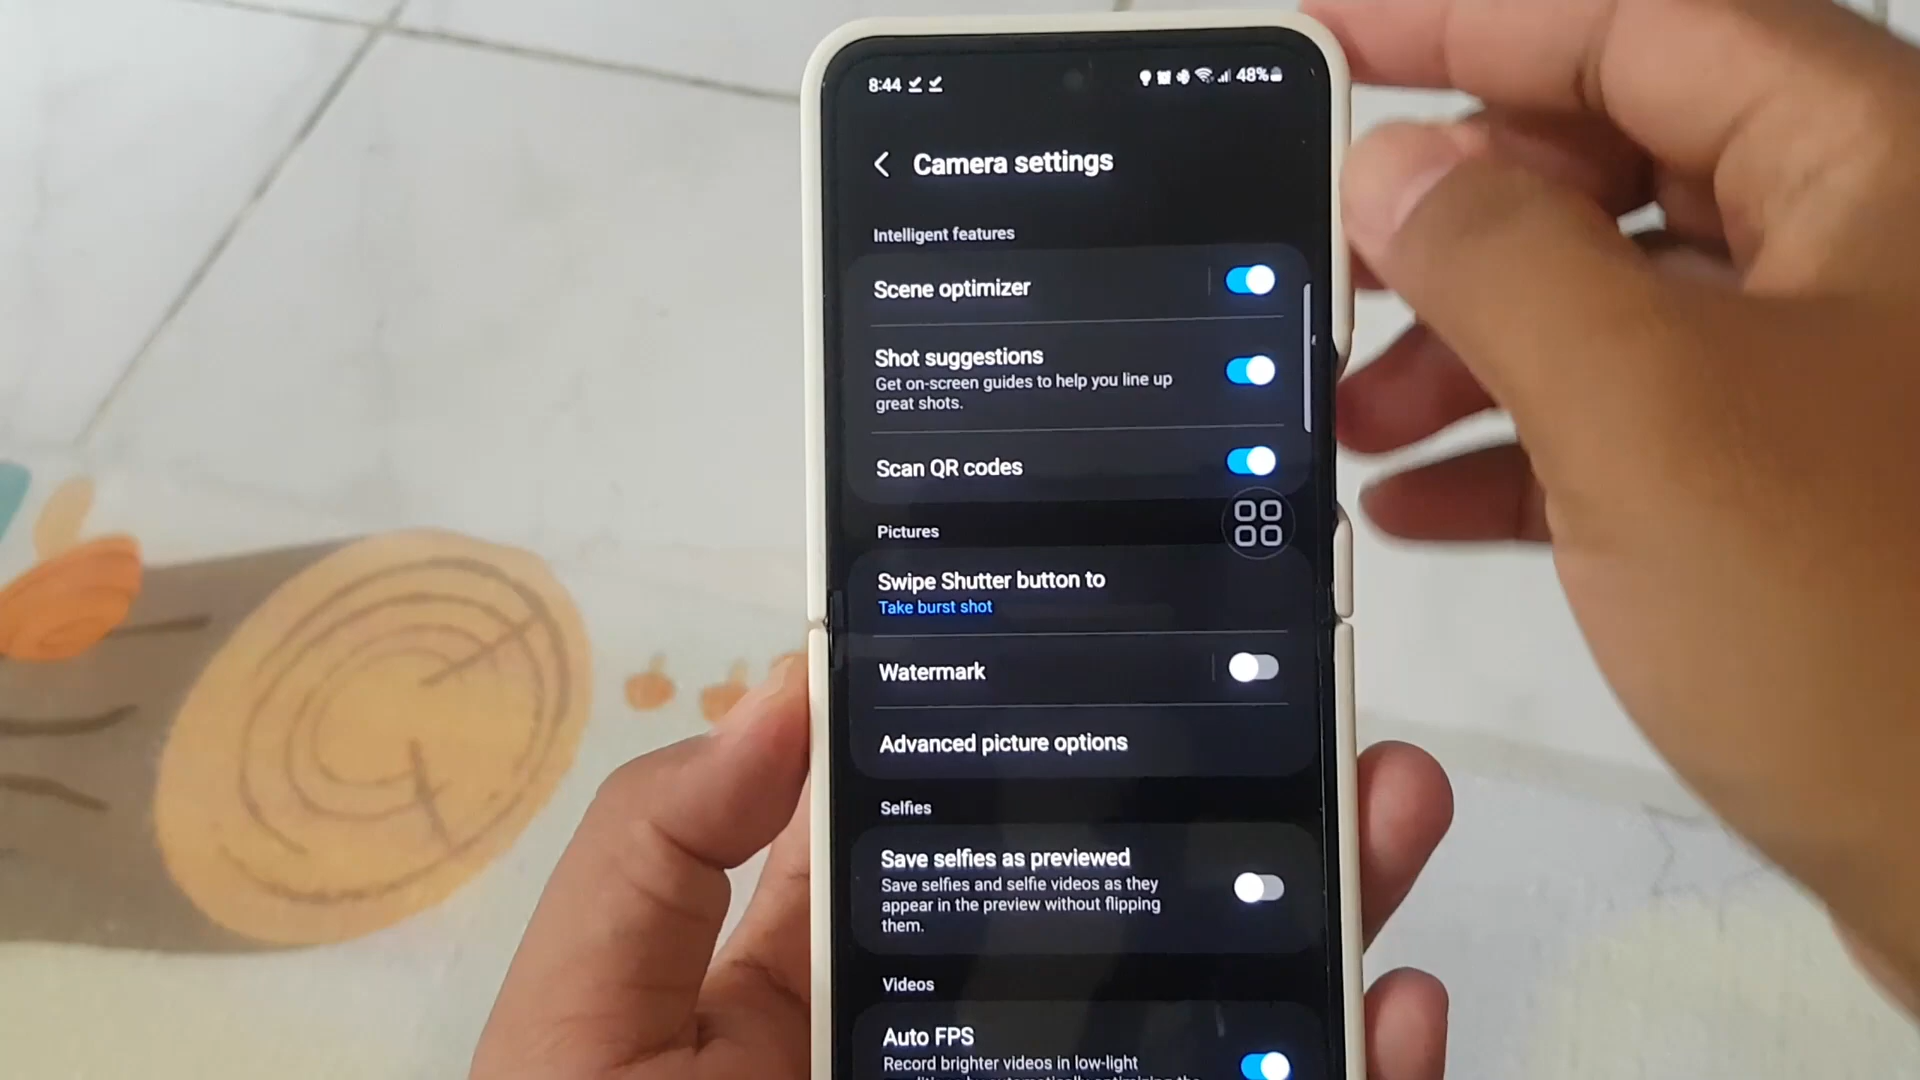 8:44
48%
Camera settings
Intelligent features
Scene optimizer
Shot suggestions
Get on-screen guides to help you line up
great shots.
Scan QR codes
Pictures
Swipe Shutter button to
Take burst shot
Watermark
Advanced picture options
Selfies
Save selfies as previewed
Save selfies and selfie videos as they
appear in the preview without flipping
them.
Videos
Auto FPS
Record brighter videos in low-light